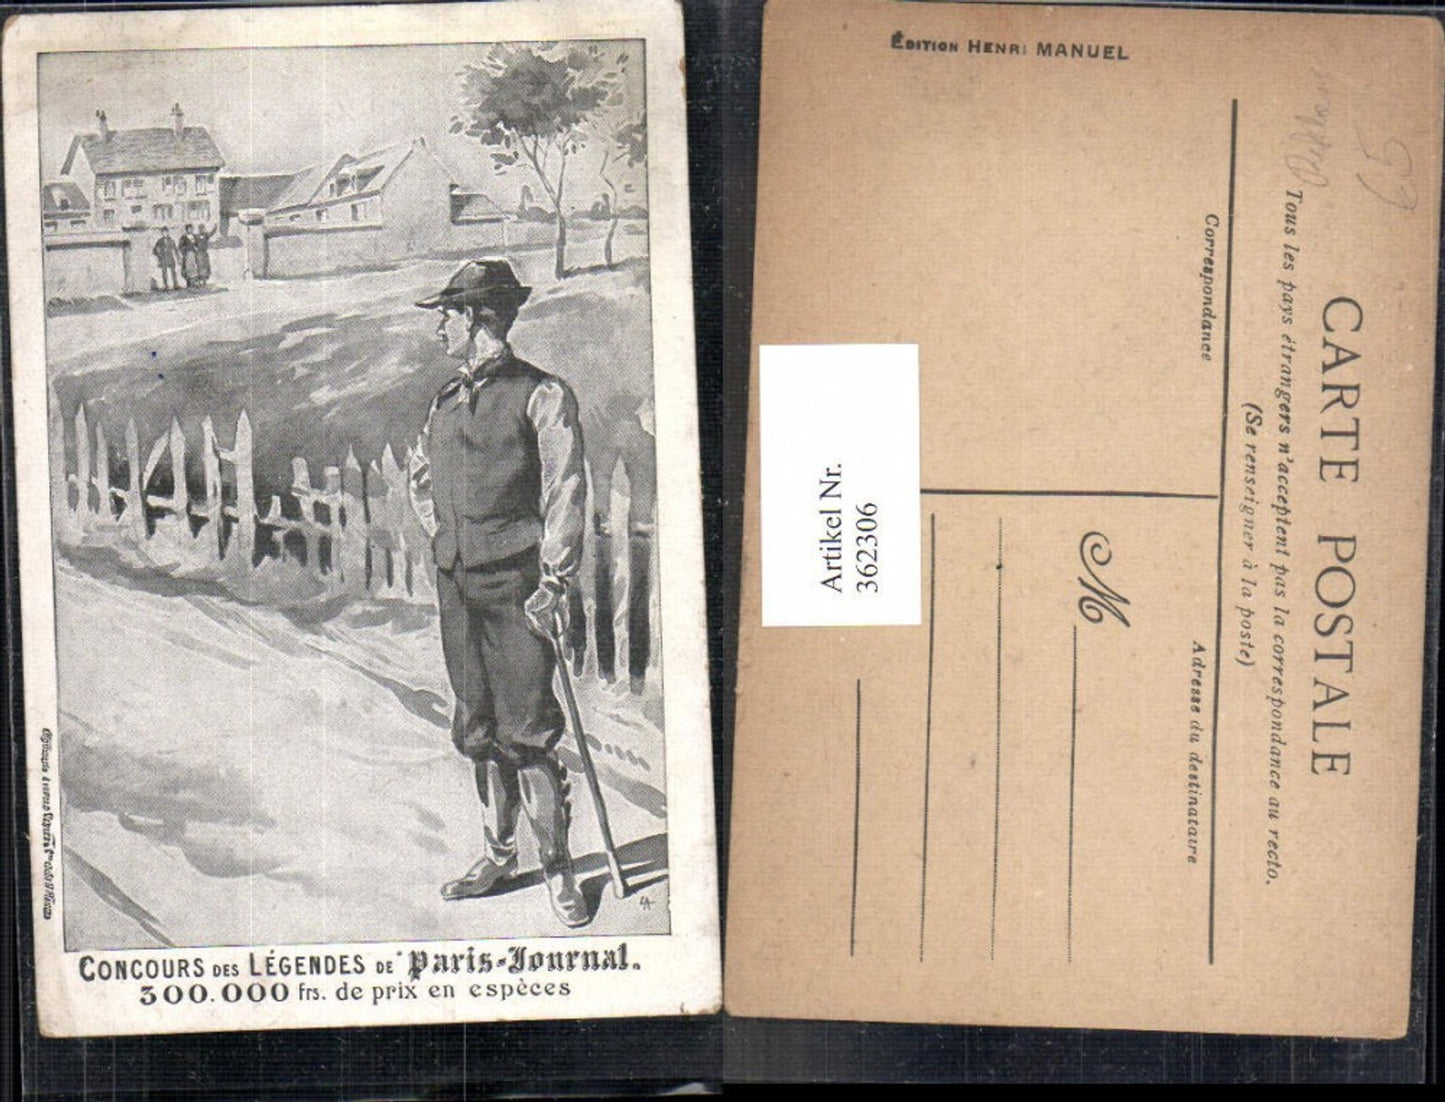 CONCOURS DES LÉGENDES DE "Paris-Journal.
300.000 frs. de prix en espèces
ÉDITION HENRI MANUEL
CARTE POSTALE
Tous les pays étrangers n'acceptent pas la correspondance au recto.
(Se renseigner à la poste)
Correspondance
Adresse du destinataire
M
Artikel Nr.
362306